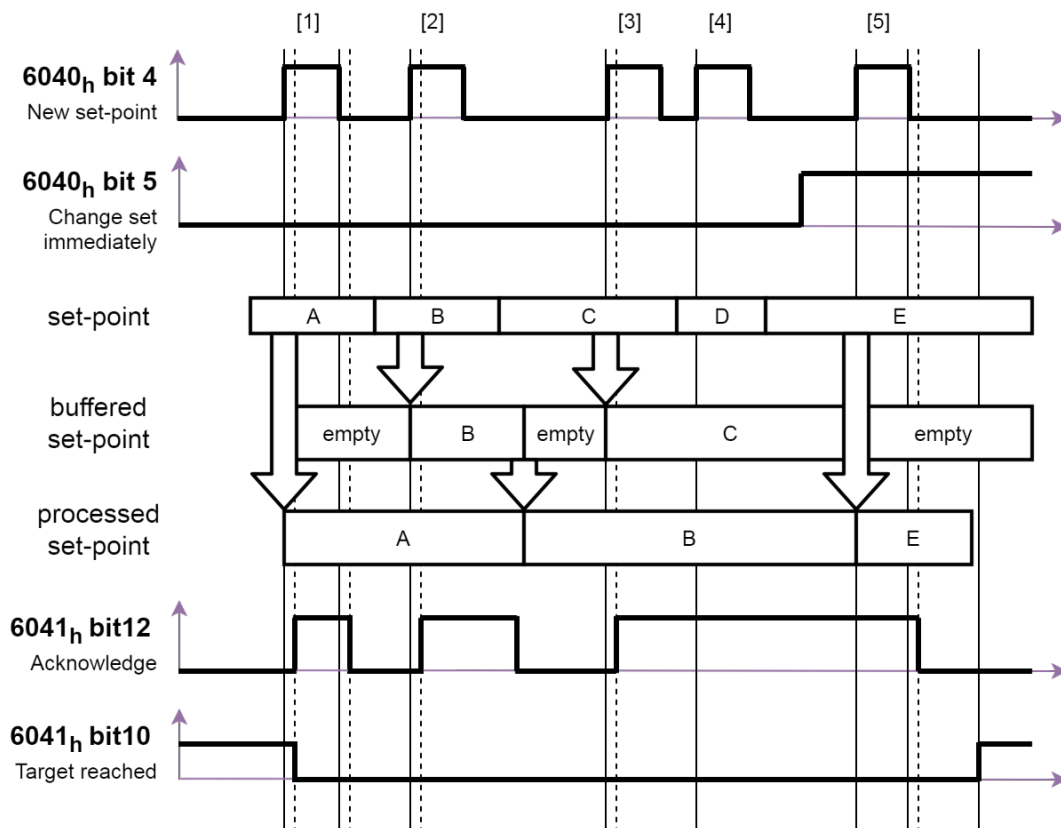 [1] [2] [3] [4] [5]
6040h bit 4
New set-point
6040h bit 5
Change set
immediately
set-point
A B C D E
buffered
set-point
empty B empty C empty
processed
set-point
A B E
6041h bit12
Acknowledge
6041h bit10
Target reached